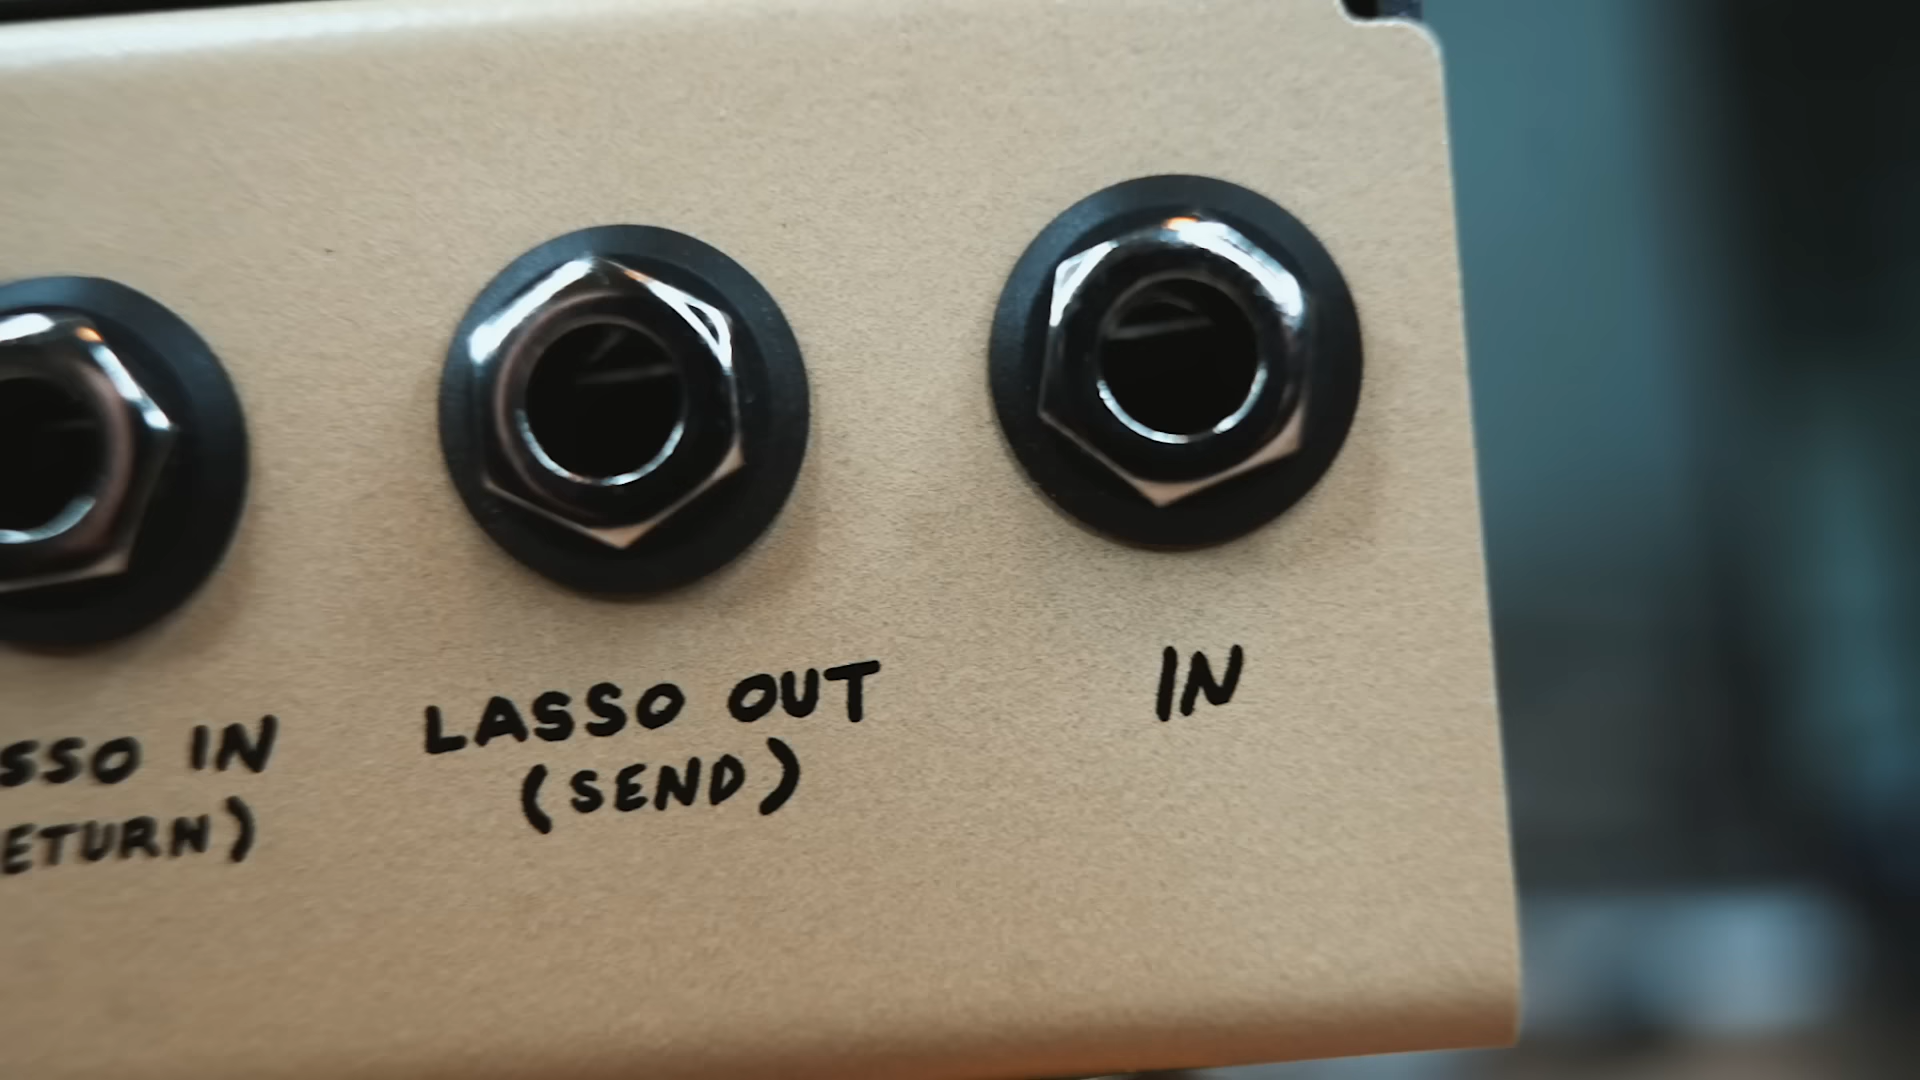 SSO IN
ETURN)
LASSO OUT
(SEND)
IN